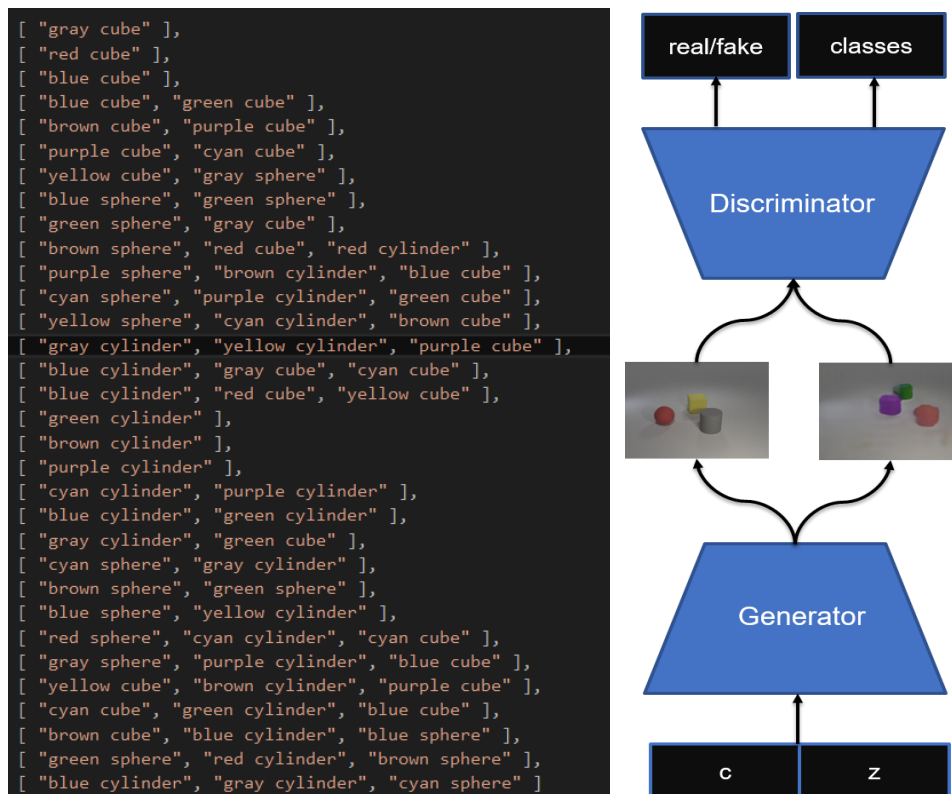 [ "gray cube" ],
[ "red cube" ],
[ "blue cube" ],
[ "blue cube", "green cube" ],
[ "brown cube", "purple cube" ],
[ "purple cube", "cyan cube" ],
[ "yellow cube", "gray sphere" ],
[ "blue sphere", "green sphere" ],
[ "green sphere", "gray cube" ],
[ "brown sphere", "red cube", "red cylinder" ],
[ "purple sphere", "brown cylinder", "blue cube" ],
[ "cyan sphere", "purple cylinder", "green cube" ],
[ "yellow sphere", "cyan cylinder", "brown cube" ],
[ "gray cylinder", "yellow cylinder", "purple cube" ],
[ "blue cylinder", "gray cube", "cyan cube" ],
[ "blue cylinder", "red cube", "yellow cube" ],
[ "green cylinder" ],
[ "brown cylinder" ],
[ "purple cylinder" ],
[ "cyan cylinder", "purple cylinder" ],
[ "blue cylinder", "green cylinder" ],
[ "gray cylinder", "green cube" ],
[ "cyan sphere", "gray cylinder" ],
[ "brown sphere", "green sphere" ],
[ "blue sphere", "yellow cylinder" ],
[ "red sphere", "cyan cylinder", "cyan cube" ],
[ "gray sphere", "purple cylinder", "blue cube" ],
[ "yellow cube", "brown cylinder", "purple cube" ],
[ "cyan cube", "green cylinder", "blue cube" ],
[ "brown cube", "blue cylinder", "blue sphere" ],
[ "green sphere", "red cylinder", "brown sphere" ],
[ "blue cylinder", "gray cylinder", "cyan sphere" ]
real/fake
classes
Discriminator
Generator
c
z